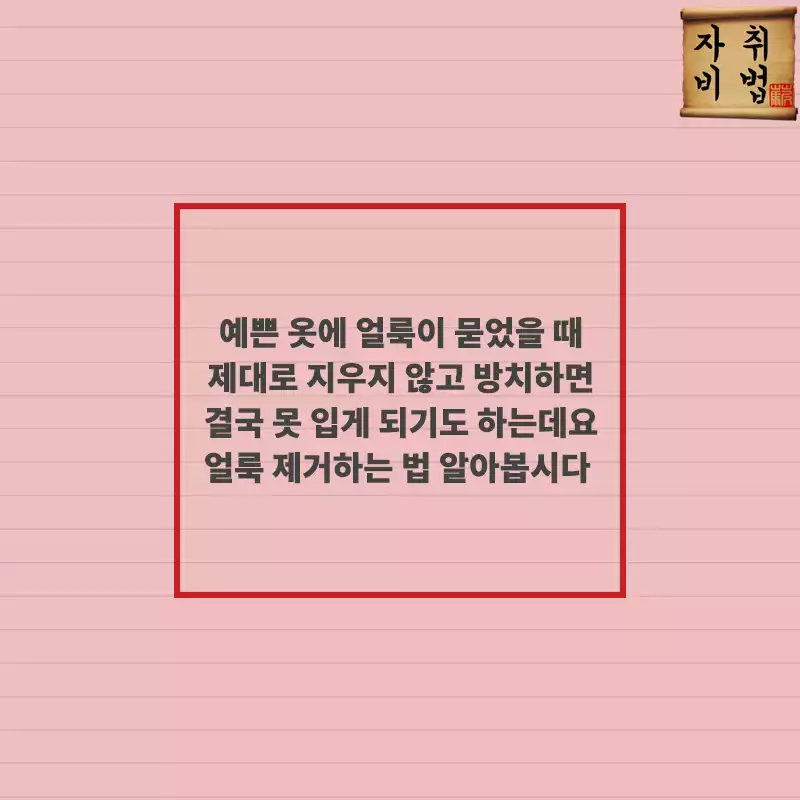 자취
비법
예쁜 옷에 얼룩이 묻었을 때
제대로 지우지 않고 방치하면
결국 못 입게 되기도 하는데요
얼룩 제거하는 법 알아봅시다